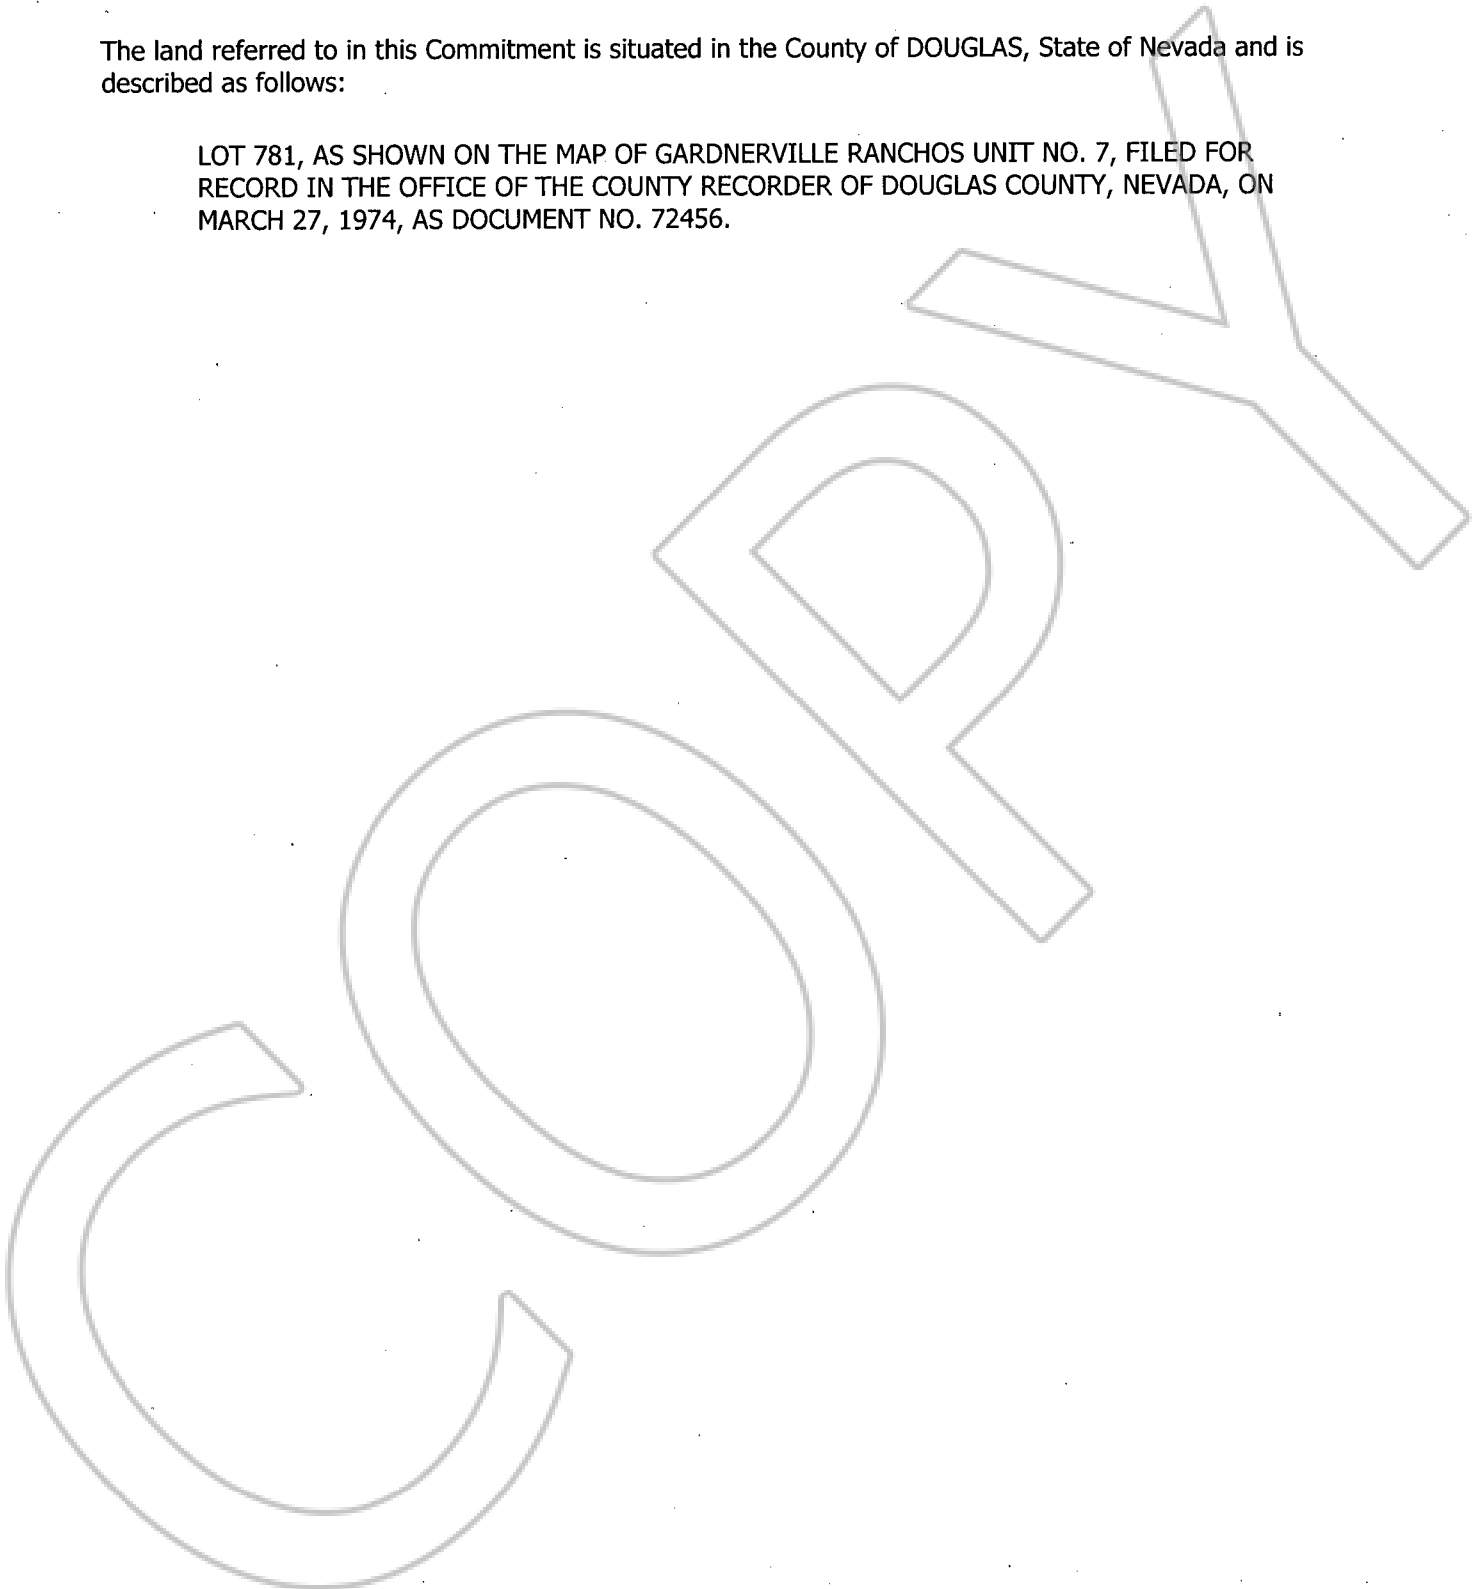 The land referred to in this Commitment is situated in the County of DOUGLAS, State of Nevada and is
described as follows:
LOT 781, AS SHOWN ON THE MAP OF GARDNERVILLE RANCHOS UNIT NO. 7, FILED FOR
RECORD IN THE OFFICE OF THE COUNTY RECORDER OF DOUGLAS COUNTY, NEVADA, ON
MARCH 27, 1974, AS DOCUMENT NO. 72456.
COPY